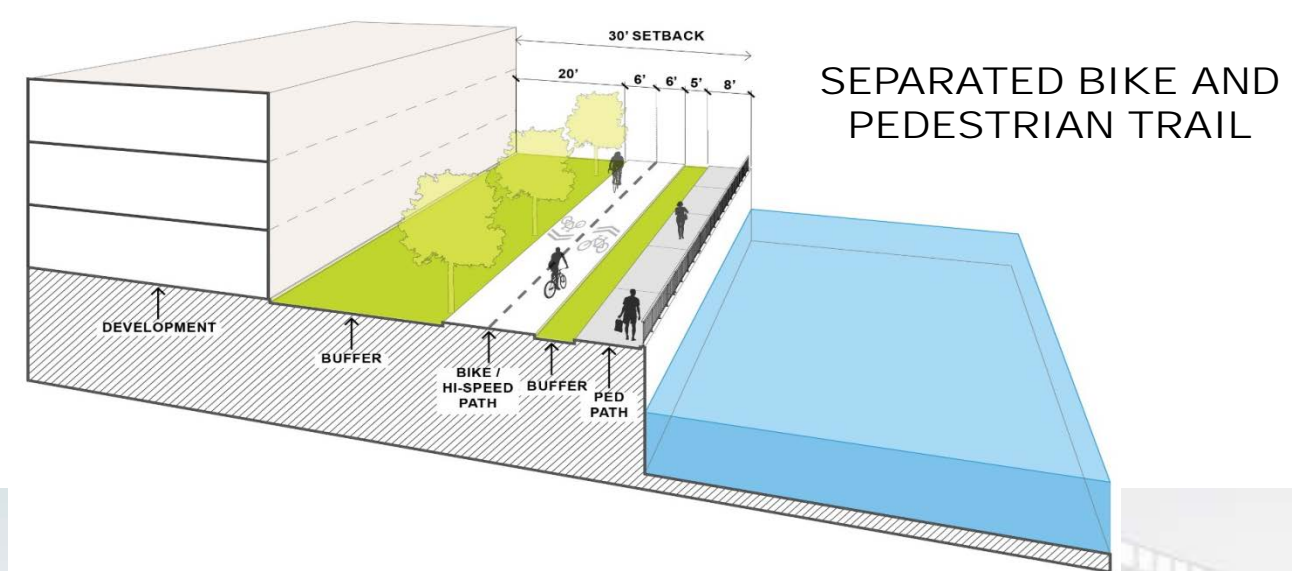 30' SETBACK
20' 6' 6' 5' 8'
SEPARATED BIKE AND
PEDESTRIAN TRAIL
DEVELOPMENT
BUFFER
BIKE /
HI-SPEED
PATH
BUFFER
PED
PATH